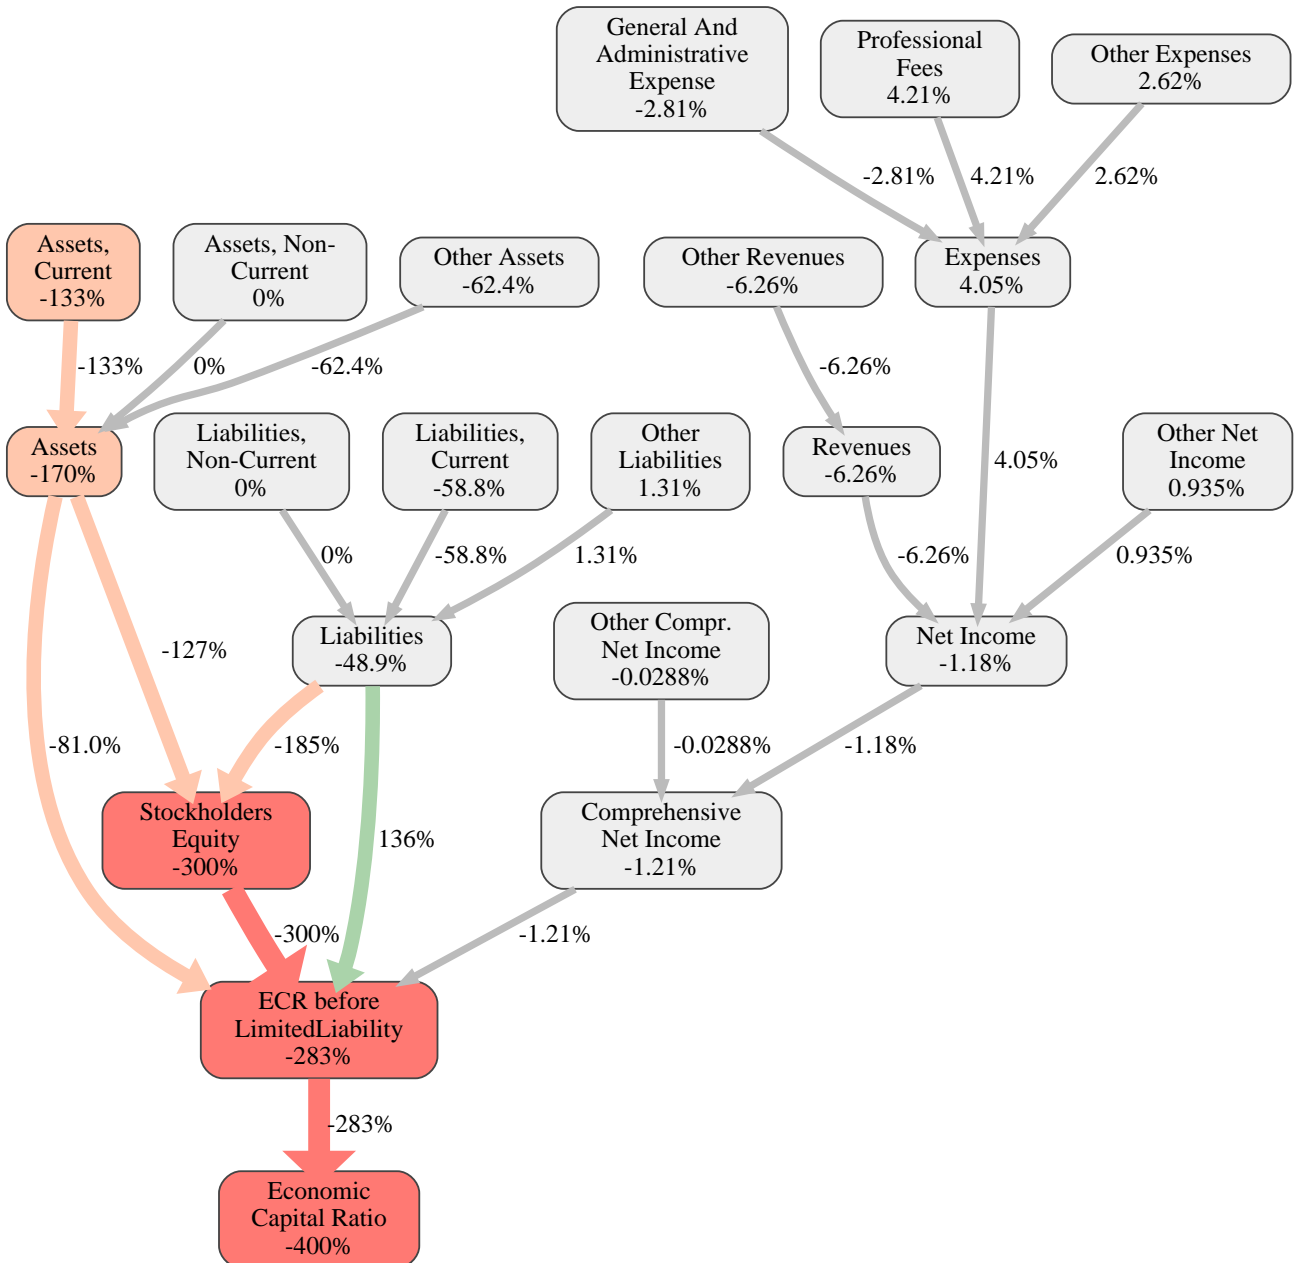 General And
Administrative
Expense
-2.81%
Professional
Fees
4.21%
Other Expenses
2.62%
-2.81%
4.21%
2.62%
Assets,
Current
-133%
Assets, Non-
Current
0%
Other Assets
-62.4%
Other Revenues
-6.26%
Expenses
4.05%
-133%
0%
-62.4%
-6.26%
Assets
-170%
Liabilities,
Non-Current
0%
Liabilities,
Current
-58.8%
Other
Liabilities
1.31%
Revenues
-6.26%
4.05%
Other Net
Income
0.935%
0%
-58.8%
1.31%
-6.26%
0.935%
-127%
Liabilities
-48.9%
Other Compr.
Net Income
-0.0288%
Net Income
-1.18%
-81.0%
-185%
-0.0288%
-1.18%
Stockholders
Equity
-300%
136%
Comprehensive
Net Income
-1.21%
-300%
-1.21%
ECR before
LimitedLiability
-283%
-283%
Economic
Capital Ratio
-400%